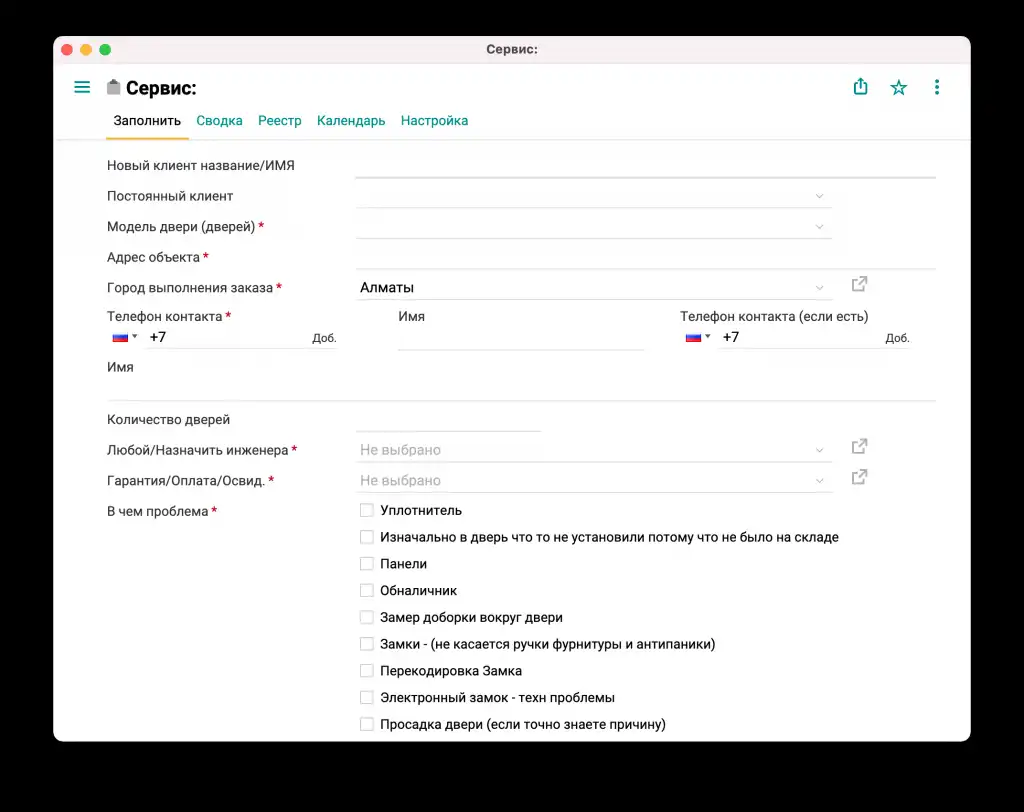 Сервис:
Сервис:
Заполнить Сводка Реестр Календарь Настройка
Новый клиент название/ИМЯ
Постоянный клиент
Модель двери (дверей) *
Адрес объекта *
Город выполнения заказа * Алматы
Телефон контакта * Имя Телефон контакта (если есть)
+7 Доб. +7 Доб.
Имя
Количество дверей
Любой/Назначить инженера * Не выбрано
Гарантия/Оплата/Освид. * Не выбрано
В чем проблема * Уплотнитель
Изначально в дверь что то не установили потому что не было на складе
Панели
Обналичник
Замер доборки вокруг двери
Замки - (не касается ручки фурнитуры и антипаники)
Перекодировка Замка
Электронный замок - техн проблемы
Просадка двери (если точно знаете причину)